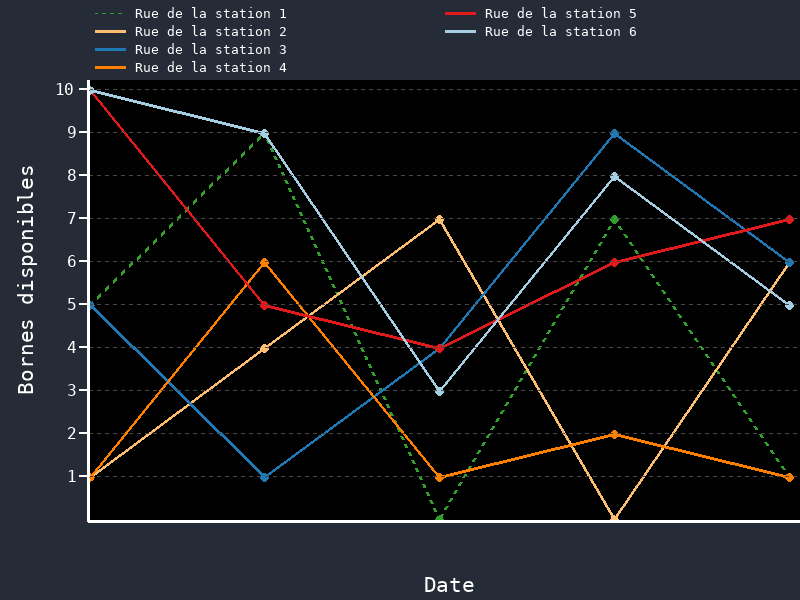 Rue de la station 1
Rue de la station 2
Rue de la station 3
Rue de la station 4
Rue de la station 5
Rue de la station 6
Bornes disponibles
10
9
8
7
6
5
4
3
2
1
Date